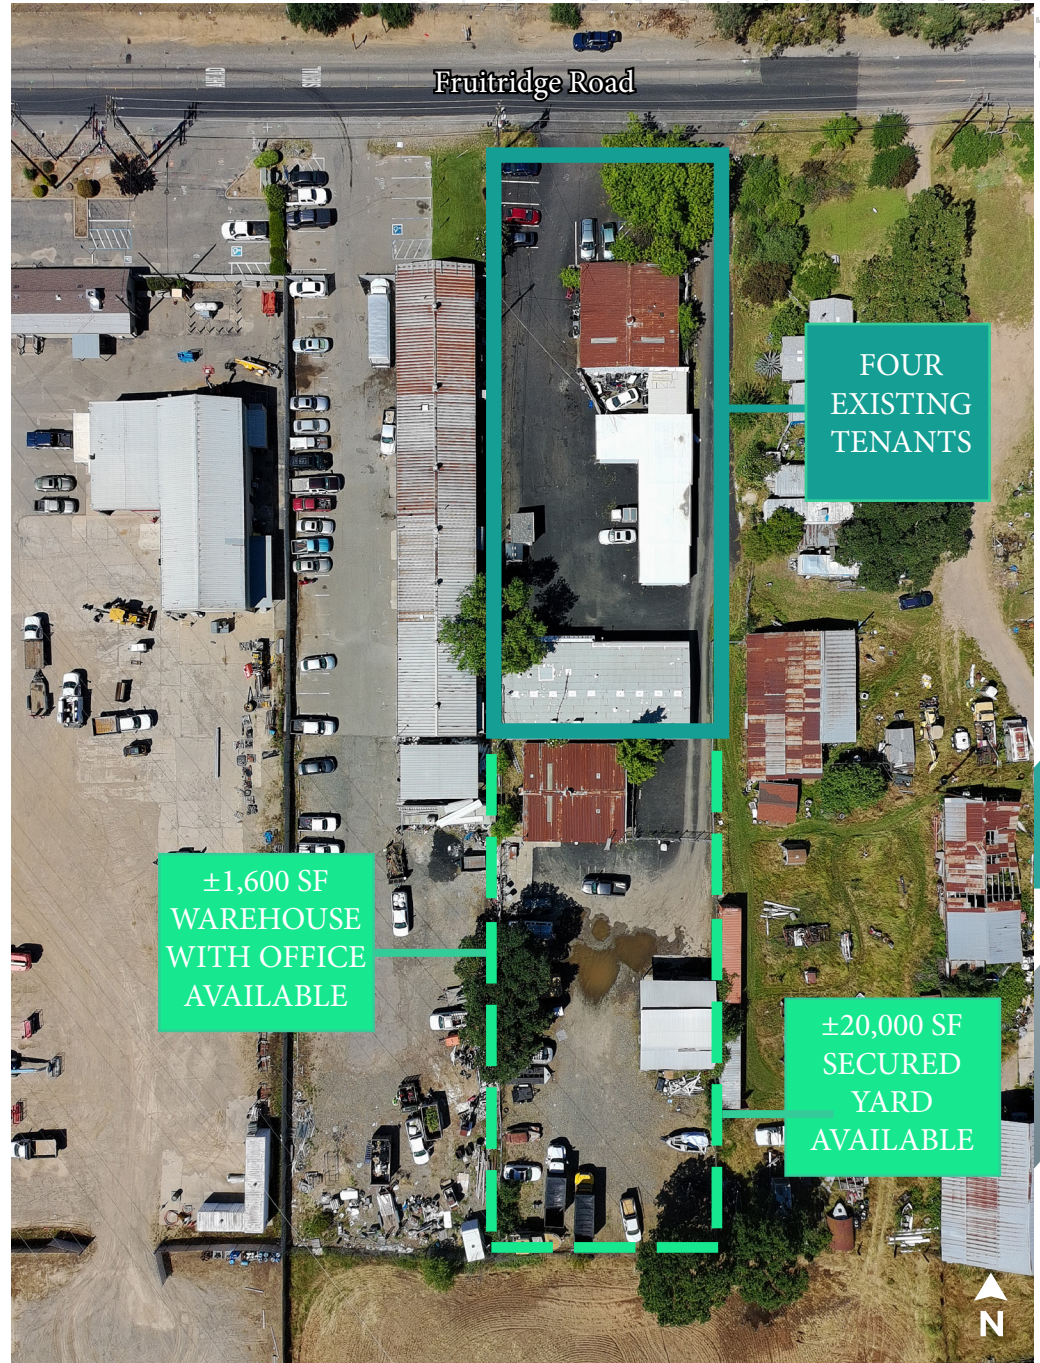 Fruitridge Road
FOUR
EXISTING
TENANTS
±1,600 SF
WAREHOUSE
WITH OFFICE
AVAILABLE
±20,000 SF
SECURED
YARD
AVAILABLE
N